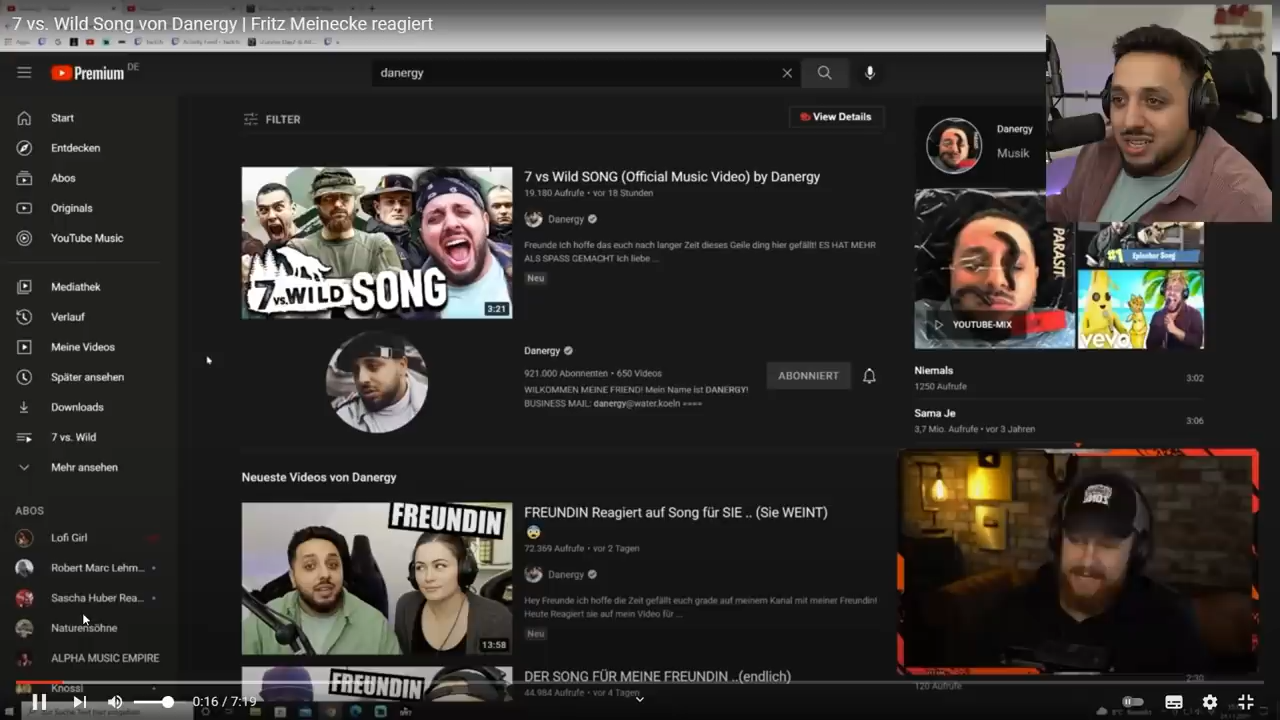 7 vs. Wild Song von Danergy | Fritz Meinecke reagiert
Premium DE
danergy
Start
Entdecken
Abos
Originals
YouTube Music
Mediathek
Verlauf
Meine Videos
Später ansehen
Downloads
7 vs. Wild
Mehr ansehen
ABOS
Lofi Girl
Robert Marc Lehm...
Sascha Huber Rea...
Naturensöhne
ALPHA MUSIC EMPIRE
Knossi
FILTER
View Details
7 vs. WILD SONG
3:21
7 vs Wild SONG (Official Music Video) by Danergy
19.180 Aufrufe • vor 18 Stunden
Danergy
Freunde Ich hoffe das euch nach langer Zeit dieses Geile ding hier gefällt! ES HAT MEHR
ALS SPASS GEMACHT Ich liebe ...
Neu
Danergy
921.000 Abonnenten • 650 Videos
WILKOMMEN MEINE FRIEND! Mein Name ist DANERGY!
BUSINESS MAIL: danergy@water.koeln ====
ABONNIERT
Neueste Videos von Danergy
FREUNDIN
13:58
FREUNDIN Reagiert auf Song für SIE .. (Sie WEINT)
72.369 Aufrufe • vor 2 Tagen
Danergy
Hey Freunde ich hoffe die Zeit gefällt euch grade auf meinem Kanal mit meiner Freundin!
Heute Reagiert sie auf mein Video für ...
Neu
FREUNDIN
DER SONG FÜR MEINE FREUNDIN ..(endlich)
44.984 Aufrufe • vor 4 Tagen
Danergy
Musik
PARASIT
YOUTUBE-MIX
#1 Epischer Song
vevo
Niemals
3:02
1250 Aufrufe
Sama Je
3:06
3,7 Mio. Aufrufe • vor 3 Jahren
2:30
120 Aufrufe
0:16 / 7:19